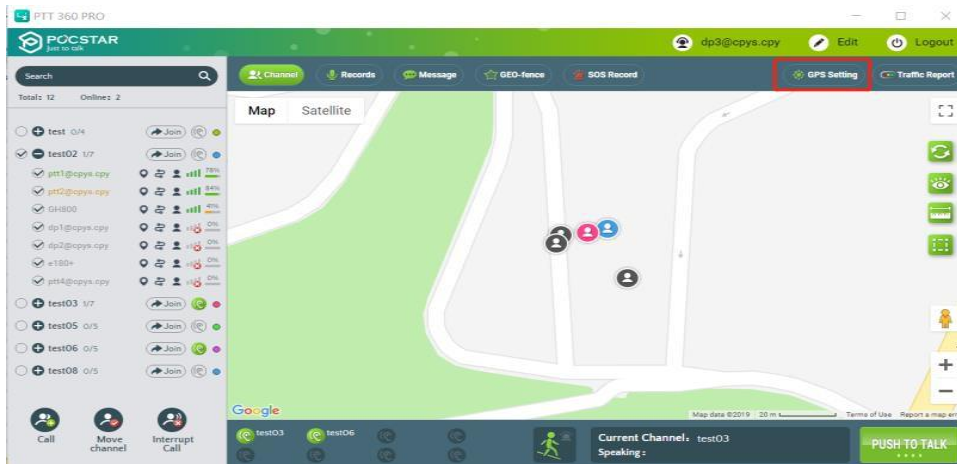 PTT 360 PRO
POCSTAR
Just to talk
dp3@cpys.cpy
Edit
Logout
Search
Channel
Records
Message
GEO-fence
SOS Record
GPS Setting
Traffic Report
Total: 12 Online: 2
Map Satellite
test 0/4 Join
test02 1/7 Join
ptt1@cpys.cpy 78%
ptt2@cpys.cpy 84%
GH800 41%
dp1@cpys.cpy 0%
dp2@cpys.cpy 0%
e180+ 0%
ptt4@cpys.cpy 0%
test03 1/7 Join
test05 0/5 Join
test06 0/5 Join
test08 0/5 Join
Call
Move channel
Interrupt Call
Google
Map data ©2019 20 m Terms of Use Report a map err
test03 test06
Current Channel: test03
Speaking:
PUSH TO TALK